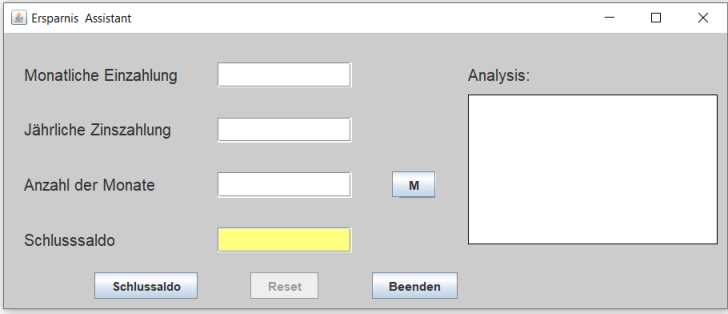 Ersparnis Assistant
Monatliche Einzahlung
Analysis:
Jährliche Zinszahlung
Anzahl der Monate
M
Schlusssaldo
Schlussaldo
Reset
Beenden